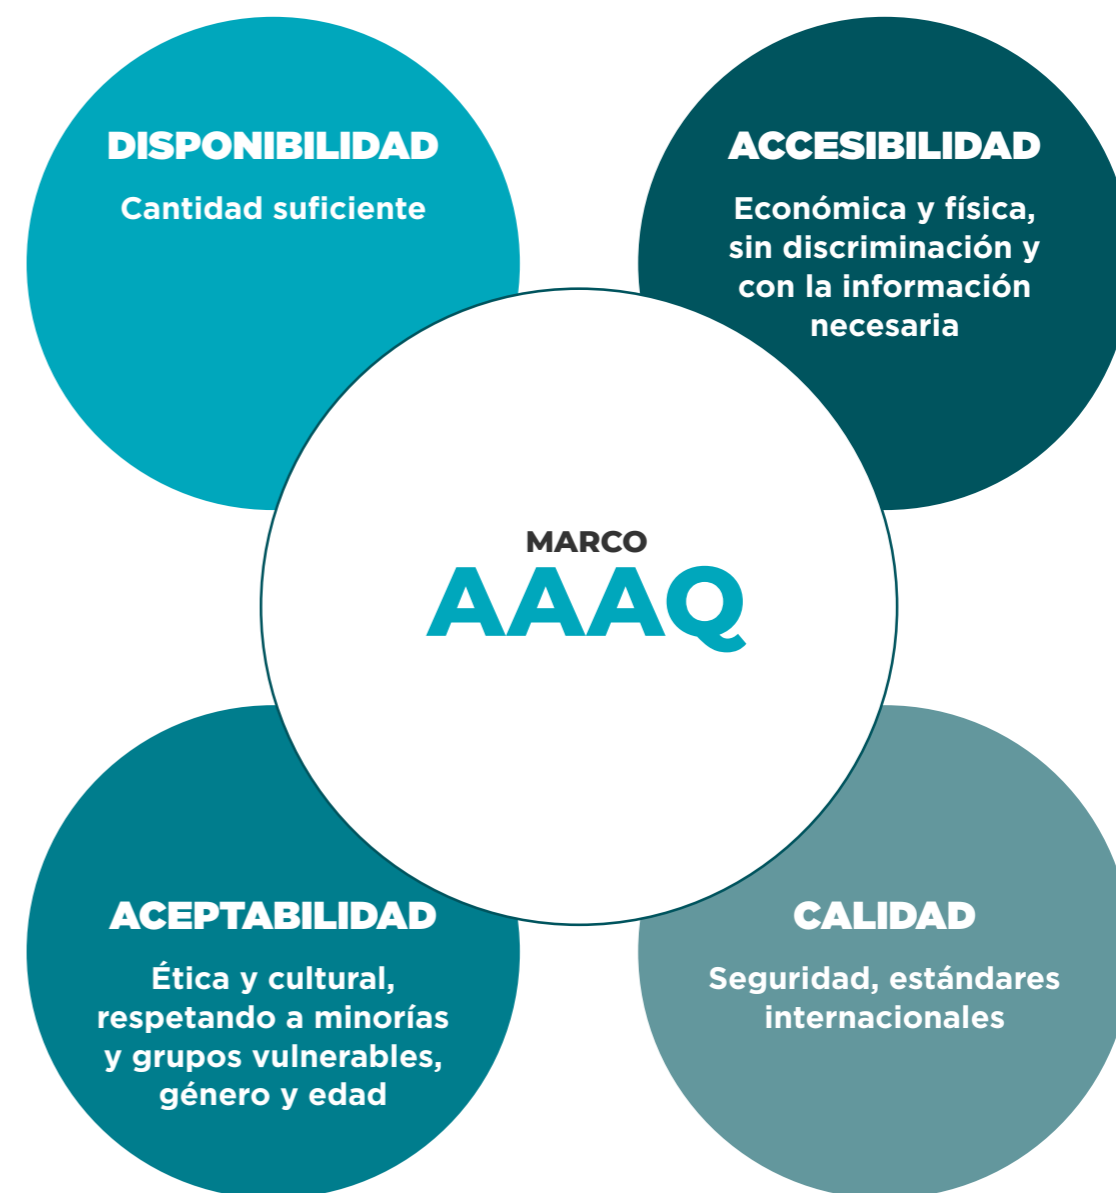 DISPONIBILIDAD
Cantidad suficiente
ACCESIBILIDAD
Económica y física,
sin discriminación y
con la información
necesaria
MARCO
AAAQ
ACEPTABILIDAD
Ética y cultural,
respetando a minorías
y grupos vulnerables,
género y edad
CALIDAD
Seguridad, estándares
internacionales